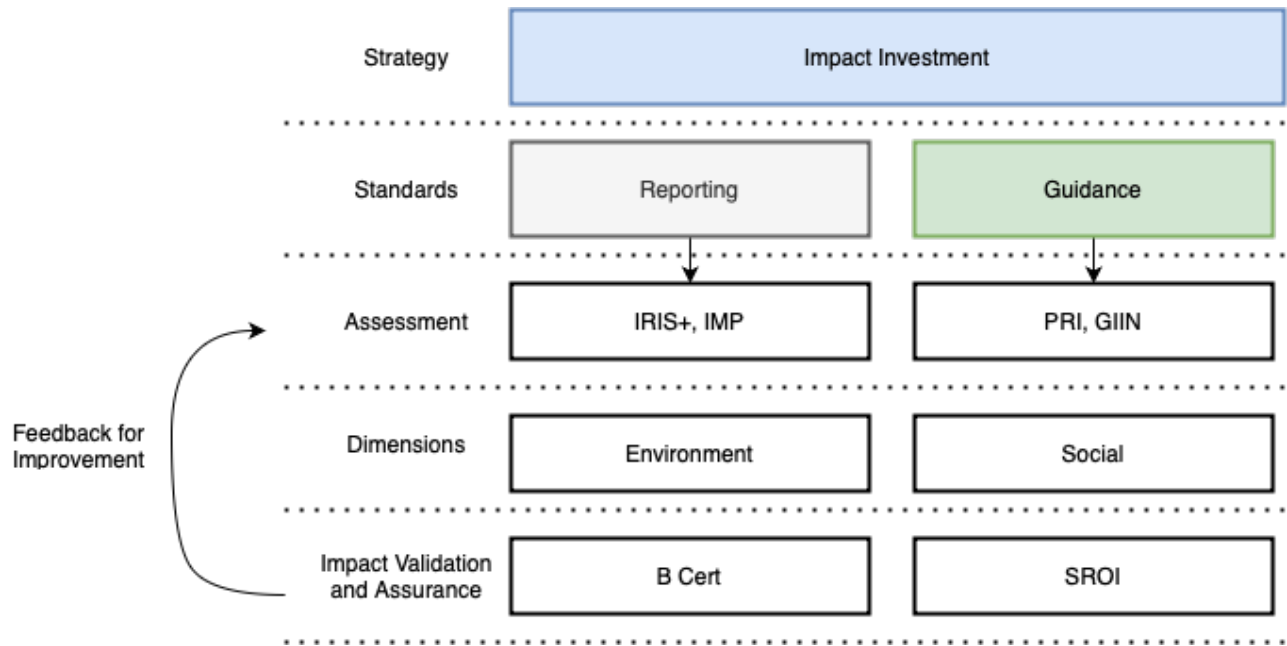 Strategy
Impact Investment
Standards
Reporting
Guidance
Assessment
IRIS+, IMP
PRI, GIIN
Feedback for
Improvement
Dimensions
Environment
Social
Impact Validation
and Assurance
B Cert
SROI